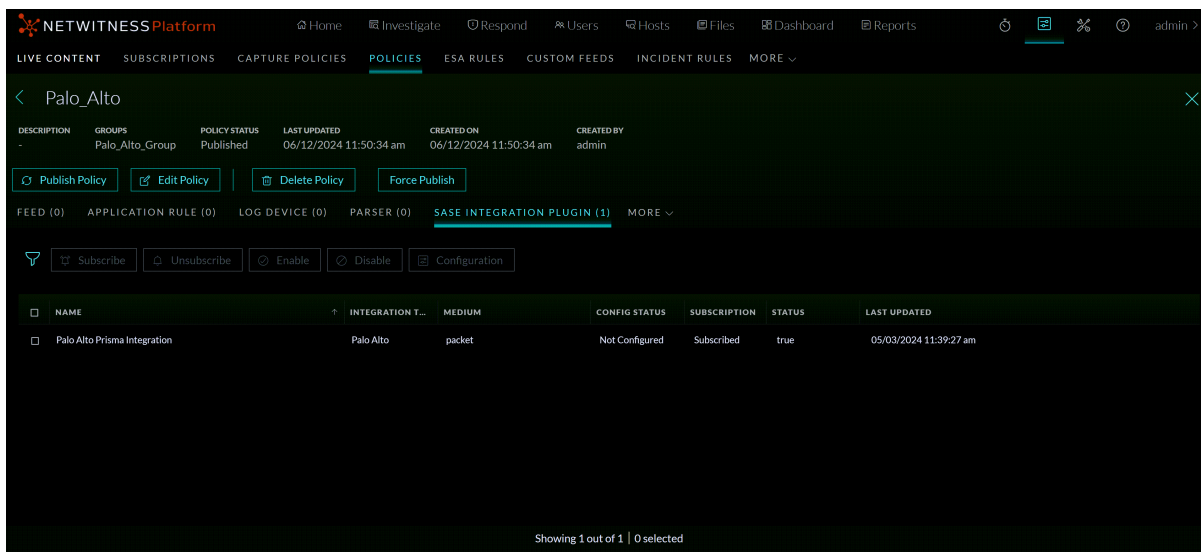 NETWITNESS Platform Home Investigate Respond Users Hosts Files Dashboard Reports admin >
LIVE CONTENT SUBSCRIPTIONS CAPTURE POLICIES POLICIES ESA RULES CUSTOM FEEDS INCIDENT RULES MORE
Palo_Alto
DESCRIPTION GROUPS POLICY STATUS LAST UPDATED CREATED ON CREATED BY
- Palo_Alto_Group Published 06/12/2024 11:50:34 am 06/12/2024 11:50:34 am admin
Publish Policy Edit Policy Delete Policy Force Publish
FEED (0) APPLICATION RULE (0) LOG DEVICE (0) PARSER (0) SASE INTEGRATION PLUGIN (1) MORE
Subscribe Unsubscribe Enable Disable Configuration
NAME INTEGRATION T... MEDIUM CONFIG STATUS SUBSCRIPTION STATUS LAST UPDATED
Palo Alto Prisma Integration Palo Alto packet Not Configured Subscribed true 05/03/2024 11:39:27 am
Showing 1 out of 1 | 0 selected